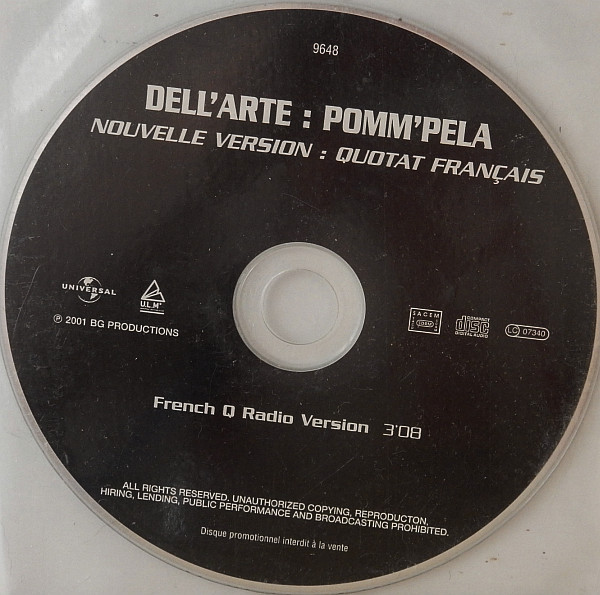 9648
DELL'ARTE : POMM'PELA
NOUVELLE VERSION : QUOTAT FRANÇAIS
UNIVERSAL
U.L.M
℗ 2001 BG PRODUCTIONS
SACEM
COMPACT
disc
DIGITAL AUDIO
LC 07340
French Q Radio Version 3'08
ALL RIGHTS RESERVED. UNAUTHORIZED COPYING, REPRODUCTON,
HIRING, LENDING, PUBLIC PERFORMANCE AND BROADCASTING PROHIBITED.
Disque promotionnel interdit à la vente